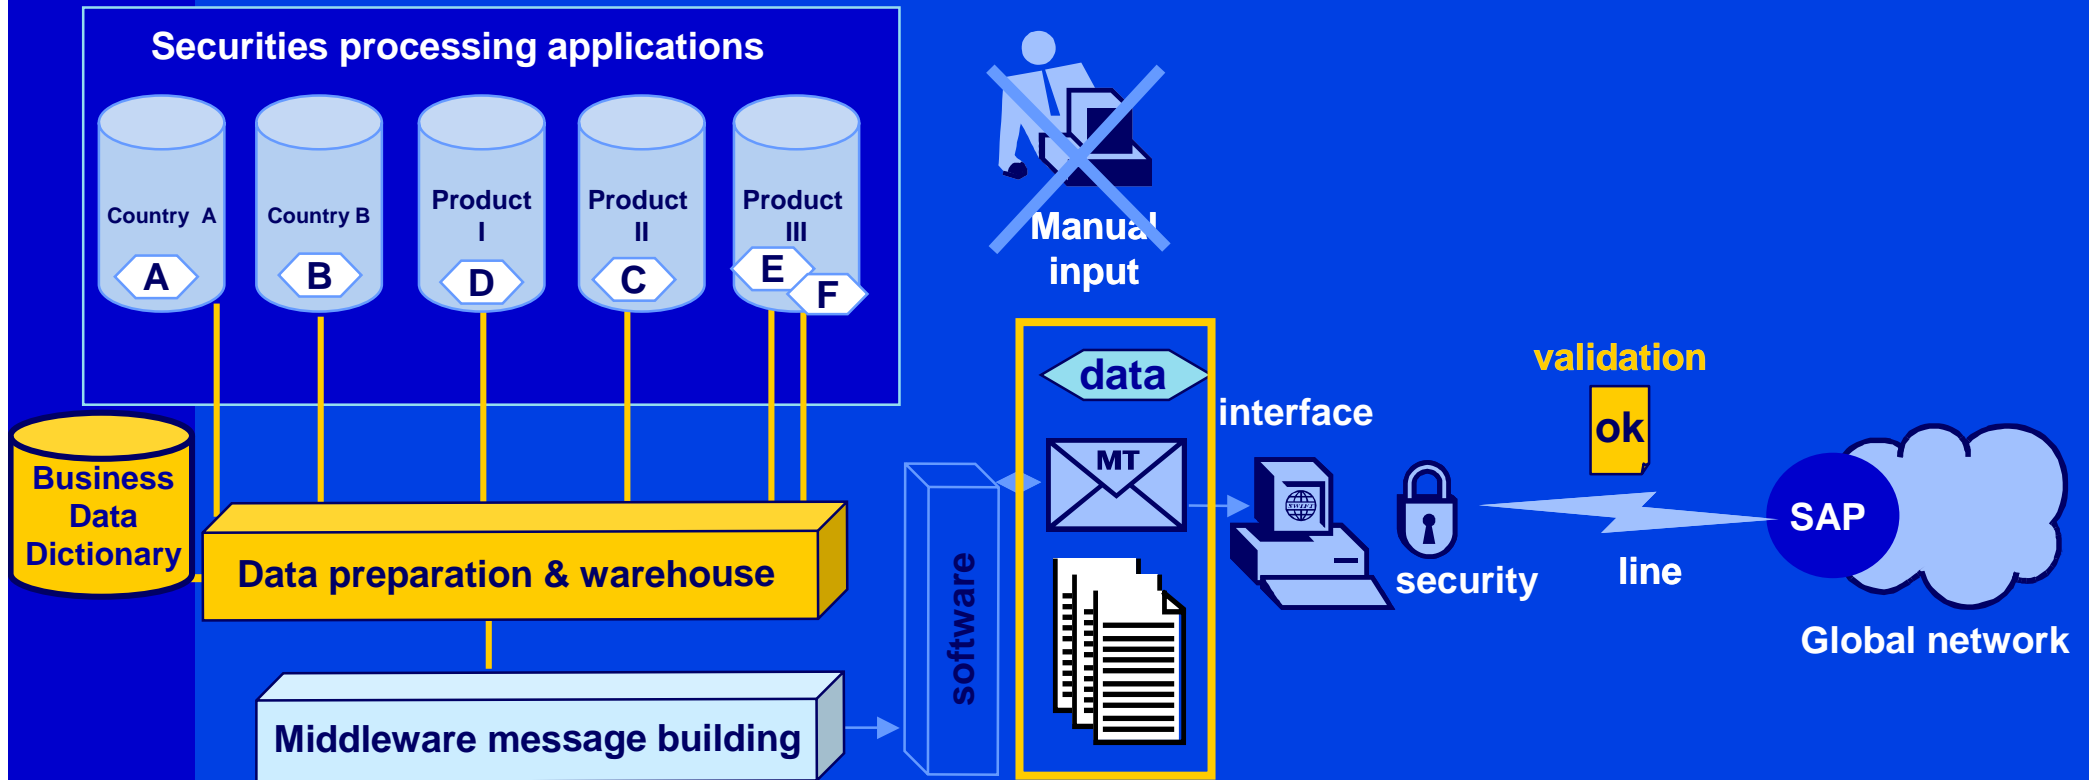 Securities processing applications
Country A
Country B
Product
I
Product
II
Product
III
A
B
D
C
E
F
Manual
input
data
MT
interface
validation
ok
security
line
SAP
Global network
Business
Data
Dictionary
Data preparation & warehouse
software
Middleware message building